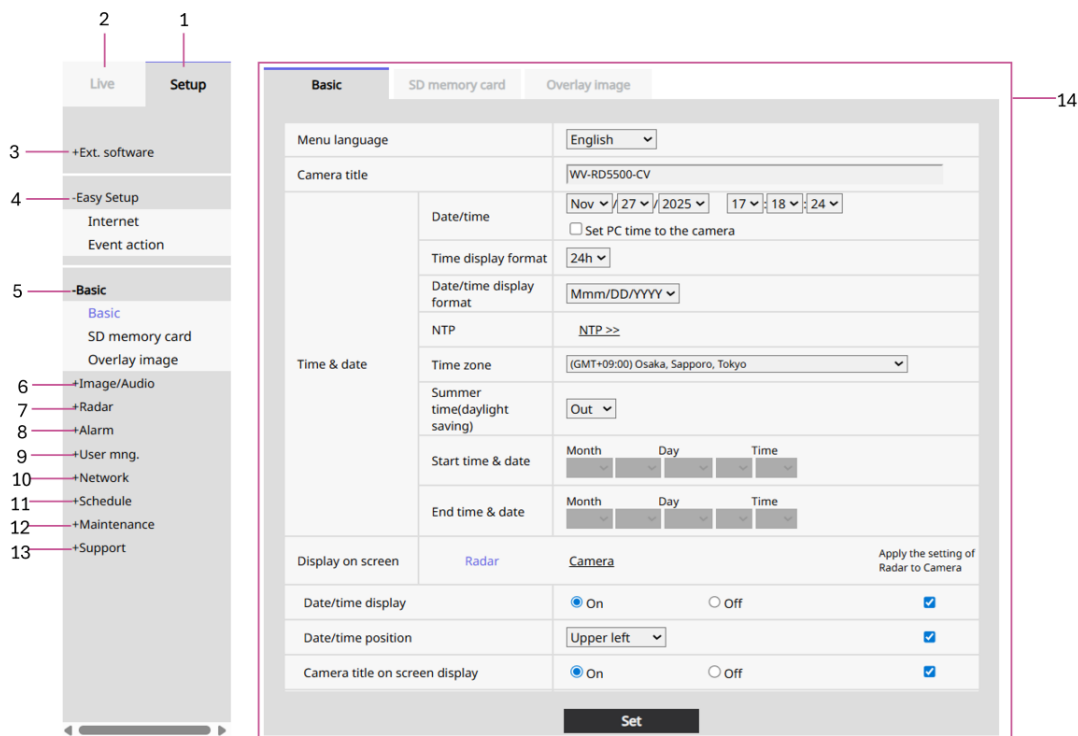 2 1
Live Setup
3 +Ext. software
4 -Easy Setup
Internet
Event action
5 -Basic
Basic
SD memory card
Overlay image
6 +Image/Audio
7 +Radar
8 +Alarm
9 +User mng.
10 +Network
11 +Schedule
12 +Maintenance
13 +Support
Basic SD memory card Overlay image
14
Menu language English
Camera title WV-RD5500-CV
Time & date
Date/time Nov / 27 / 2025 17 : 18 : 24
Set PC time to the camera
Time display format 24h
Date/time display
format
Mmm/DD/YYYY
NTP NTP >>
Time zone (GMT+09:00) Osaka, Sapporo, Tokyo
Summer
time(daylight
saving)
Out
Start time & date Month Day Time
End time & date Month Day Time
Display on screen Radar Camera Apply the setting of
Radar to Camera
Date/time display On Off
Date/time position Upper left
Camera title on screen display On Off
Set